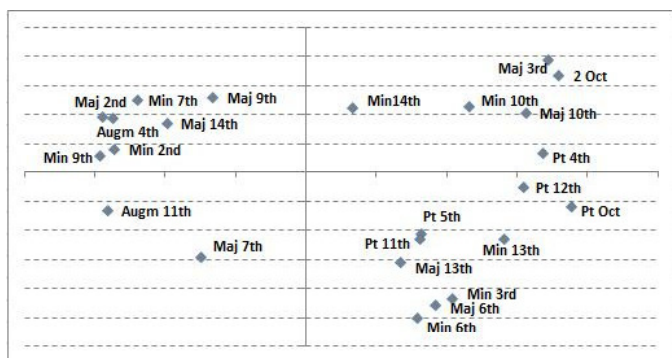 Maj 3rd
2 Oct
Maj 2nd
Min 7th
Maj 9th
Min14th
Min 10th
Maj 10th
Augm 4th
Maj 14th
Min 9th
Min 2nd
Pt 4th
Pt 12th
Augm 11th
Pt 5th
Pt Oct
Maj 7th
Pt 11th
Min 13th
Maj 13th
Min 3rd
Maj 6th
Min 6th